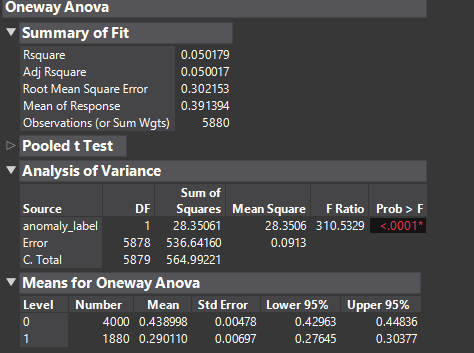 Oneway Anova
Summary of Fit
Rsquare 0.050179
Adj Rsquare 0.050017
Root Mean Square Error 0.302153
Mean of Response 0.391394
Observations (or Sum Wgts) 5880
Pooled t Test
Analysis of Variance
Sum of
Source DF Squares Mean Square F Ratio Prob > F
anomaly_label 1 28.35061 28.3506 310.5329 <.0001*
Error 5878 536.64160 0.0913
C. Total 5879 564.99221
Means for Oneway Anova
Level Number Mean Std Error Lower 95% Upper 95%
0 4000 0.438998 0.00478 0.42963 0.44836
1 1880 0.290110 0.00697 0.27645 0.30377